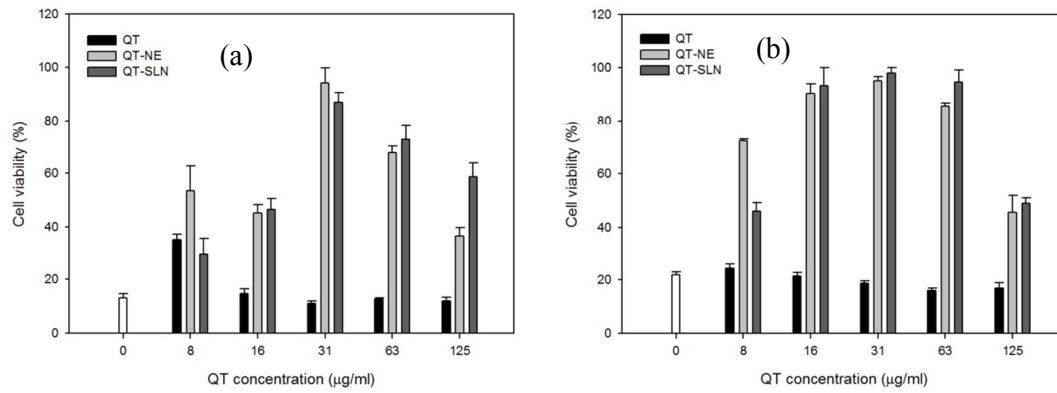 (a)
QT
QT-NE
QT-SLN
Cell viability (%)
120
100
80
60
40
20
0
0 8 16 31 63 125
QT concentration (µg/ml)
(b)
QT
QT-NE
QT-SLN
Cell viability (%)
120
100
80
60
40
20
0
0 8 16 31 63 125
QT concentration (µg/ml)